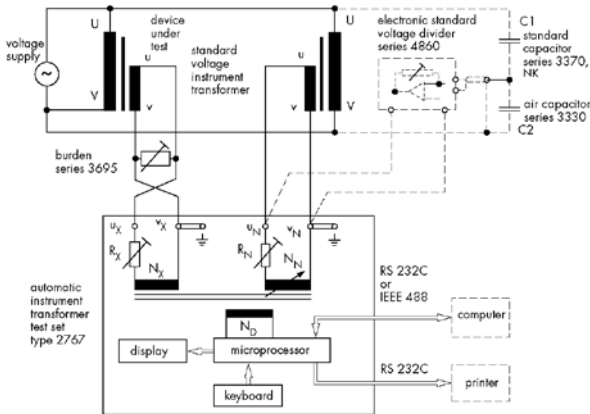 voltage
supply
U
V
device
under
test
u
v
standard
voltage
instrument
transformer
U
u
v
V
electronic standard
voltage divider
series 4860
C1
standard
capacitor
series 3370,
NK
air capacitor
series 3330
C2
burden
series 3695
uX
vX
RX
NX
uN
vN
RN
NN
automatic
instrument
transformer
test set
type 2767
ND
display
microprocessor
keyboard
RS 232C
or
IEEE 488
computer
RS 232C
printer